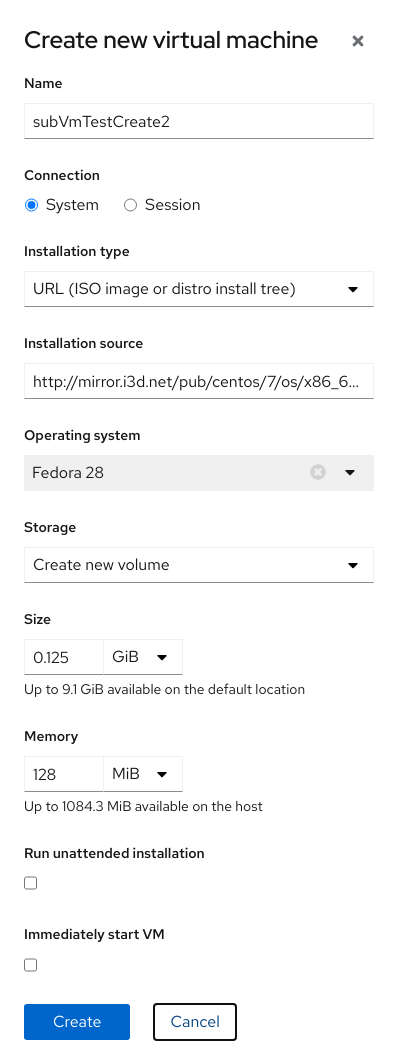 Create new virtual machine
Name
subVmTestCreate2
Connection
System Session
Installation type
URL (ISO image or distro install tree)
Installation source
http://mirror.i3d.net/pub/centos/7/os/x86_6...
Operating system
Fedora 28
Storage
Create new volume
Size
0.125 GiB
Up to 9.1 GiB available on the default location
Memory
128 MiB
Up to 1084.3 MiB available on the host
Run unattended installation
Immediately start VM
Create Cancel